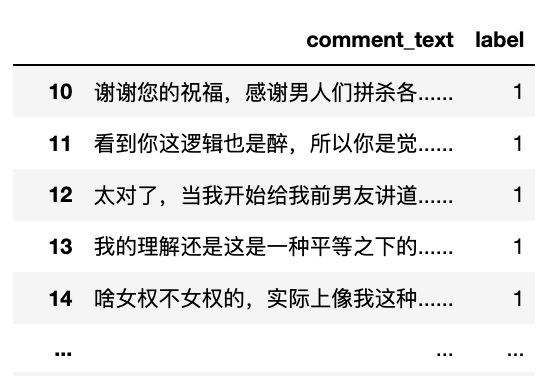 comment_text label
10 谢谢您的祝福，感谢男人们拼杀各...... 1
11 看到你这逻辑也是醉，所以你是觉...... 1
12 太对了，当我开始给我前男友讲道...... 1
13 我的理解还是这是一种平等之下的...... 1
14 啥女权不女权的，实际上像我这种...... 1
... ... ...